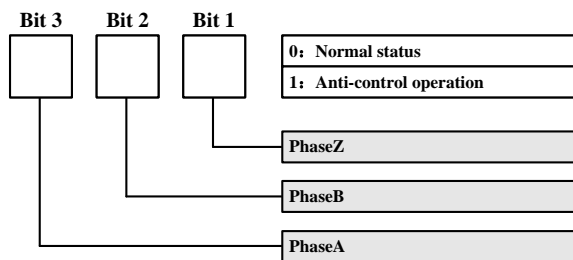 Bit 3 Bit 2 Bit 1
0：Normal status
1：Anti-control operation
PhaseZ
PhaseB
PhaseA